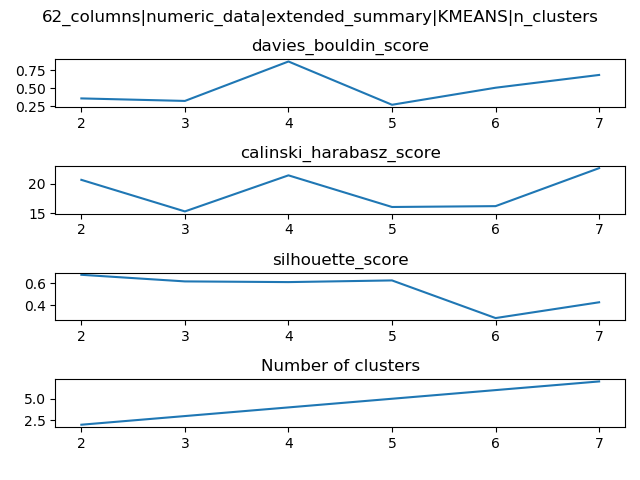 62_columns|numeric_data|extended_summary|KMEANS|n_clusters
davies_bouldin_score
0.75
0.50
0.25
2 3 4 5 6 7
calinski_harabasz_score
20
15
2 3 4 5 6 7
silhouette_score
0.6
0.4
2 3 4 5 6 7
Number of clusters
5.0
2.5
2 3 4 5 6 7